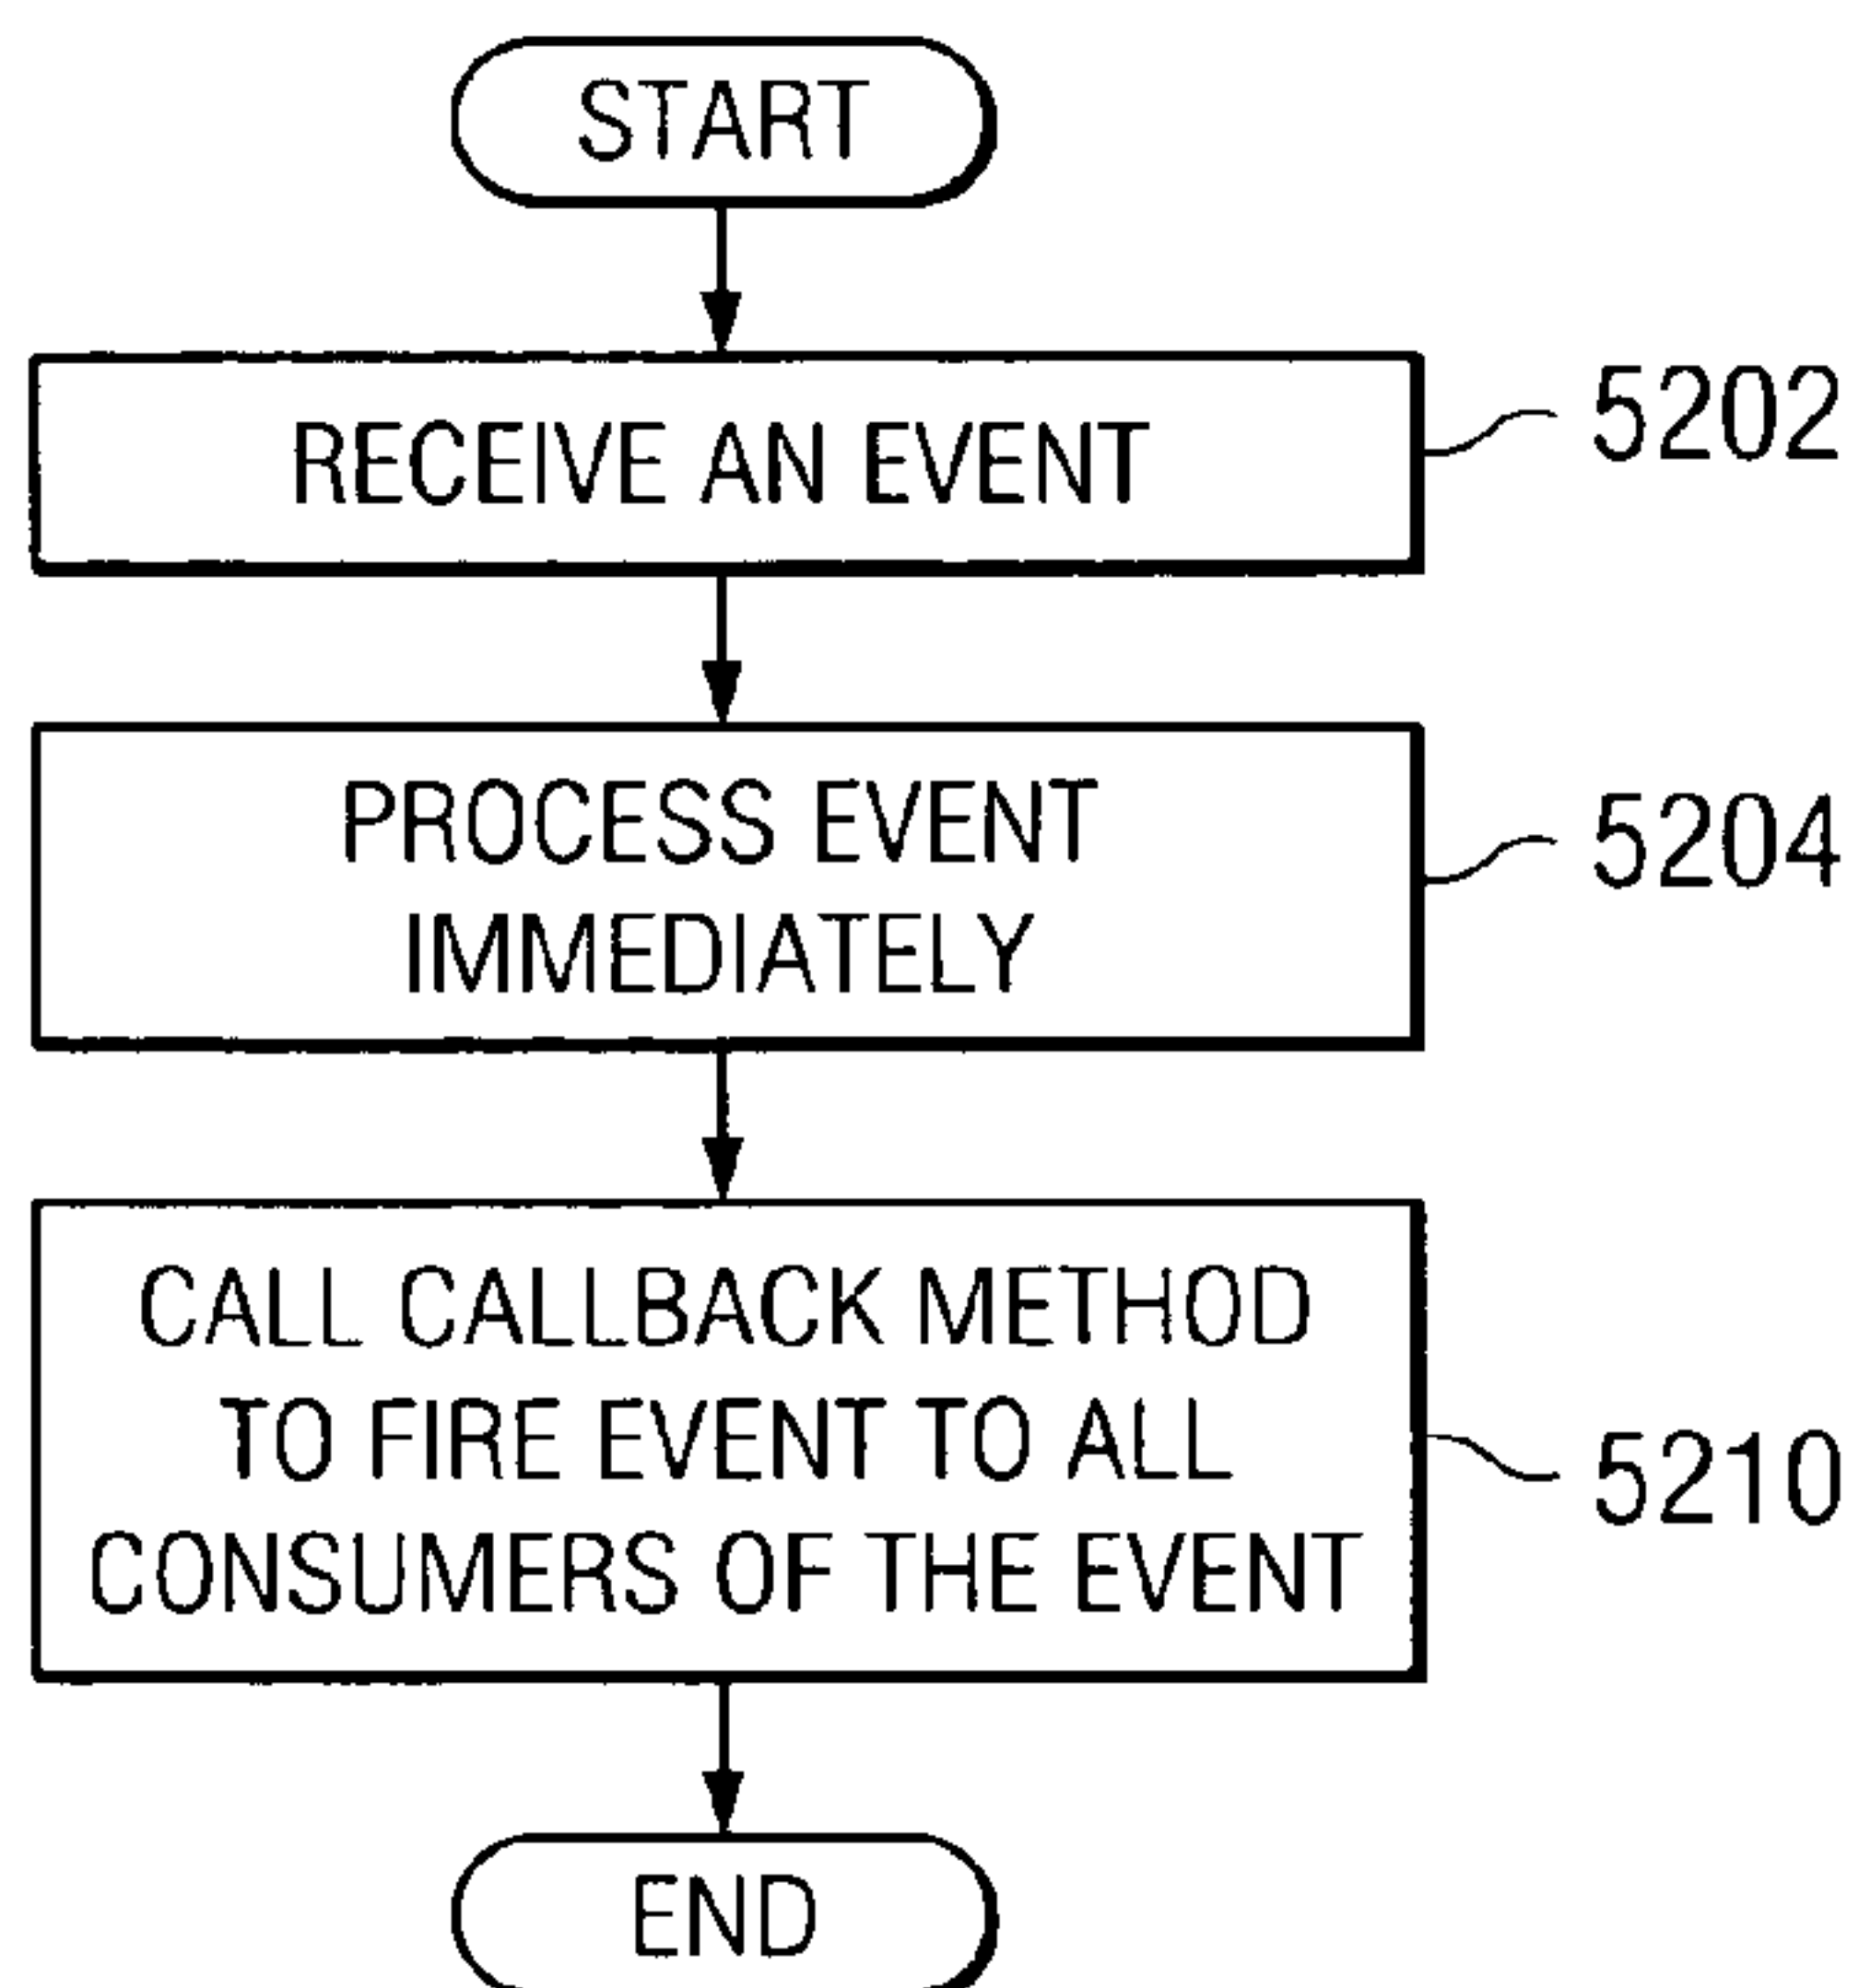 START
RECEIVE AN EVENT
5202
PROCESS EVENT
IMMEDIATELY
5204
CALL CALLBACK METHOD
TO FIRE EVENT TO ALL
CONSUMERS OF THE EVENT
5210
END